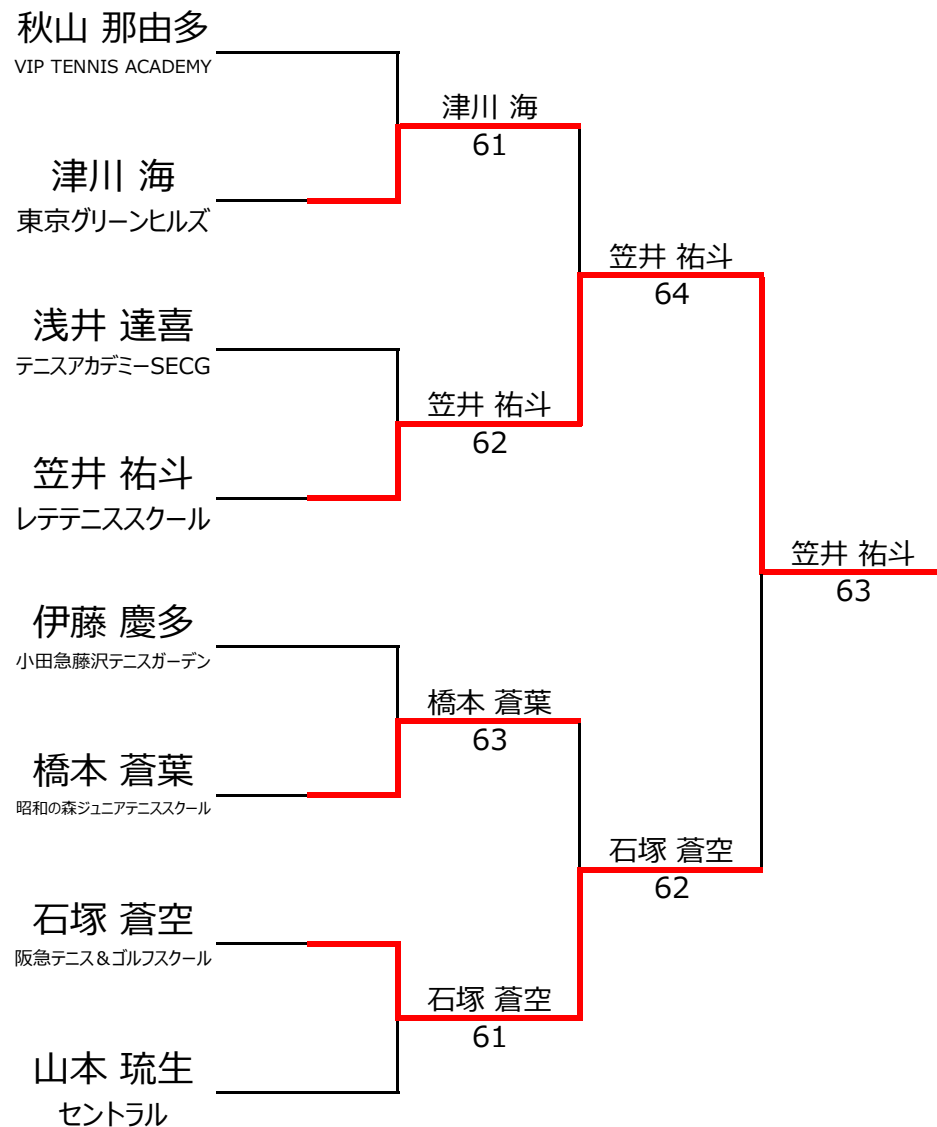 秋山 那由多
VIP TENNIS ACADEMY
津川 海
東京グリーンヒルズ
浅井 達喜
テニスアカデミーSECG
笠井 祐斗
レテテニススクール
伊藤 慶多
小田急藤沢テニスガーデン
橋本 蒼葉
昭和の森ジュニアテニススクール
石塚 蒼空
阪急テニス＆ゴルフスクール
山本 琉生
セントラル
津川 海
61
笠井 祐斗
62
橋本 蒼葉
63
石塚 蒼空
61
笠井 祐斗
64
石塚 蒼空
62
笠井 祐斗
63